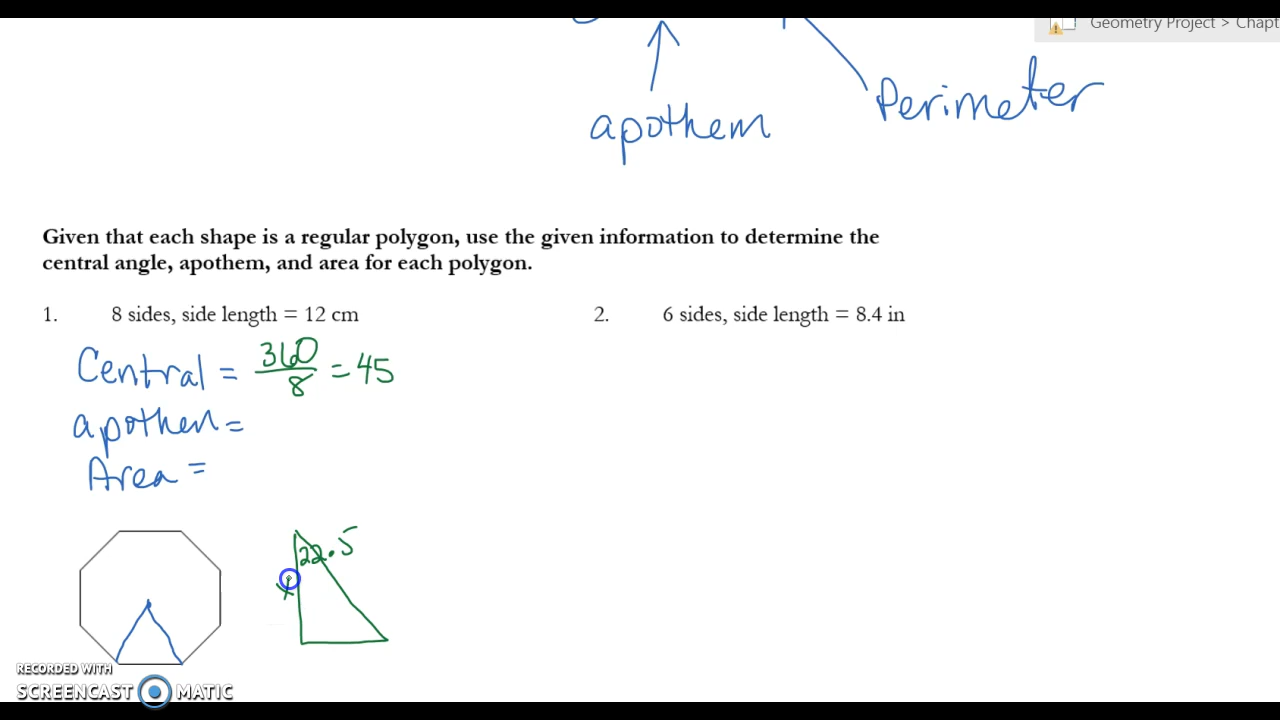 Geometry Project > Chapt
apothem
Perimeter
Given that each shape is a regular polygon, use the given information to determine the
central angle, apothem, and area for each polygon.
1. 8 sides, side length = 12 cm
2. 6 sides, side length = 8.4 in
Central = 360/8 = 45
apothem =
Area =
22.5
x
RECORDED WITH
SCREENCAST MATIC